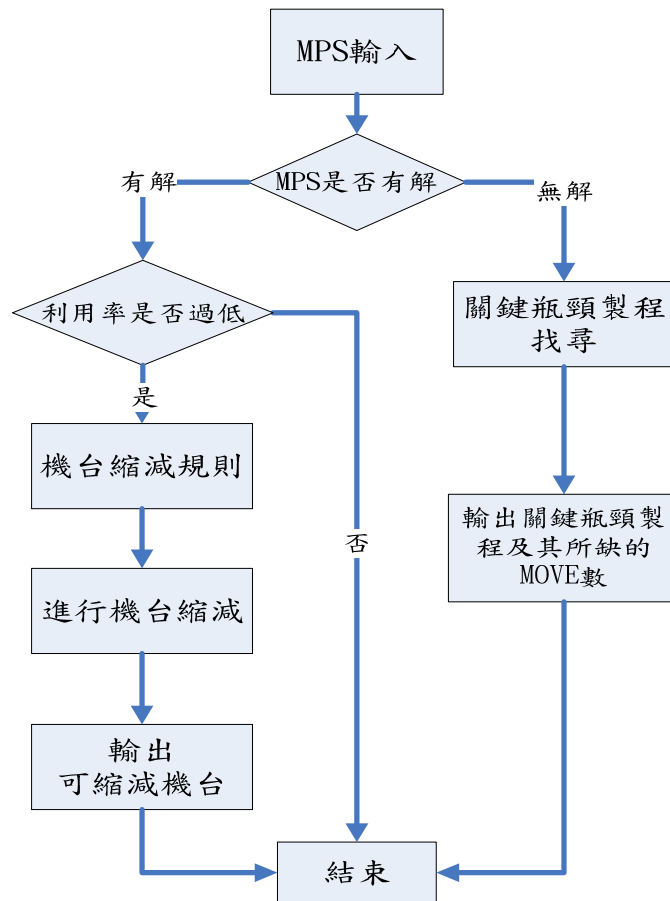 MPS輸入
MPS是否有解
有解
無解
利用率是否過低
關鍵瓶頸製程
找尋
是
機台縮減規則
輸出關鍵瓶頸製
程及其所缺的
MOVE數
否
進行機台縮減
輸出
可縮減機台
結束